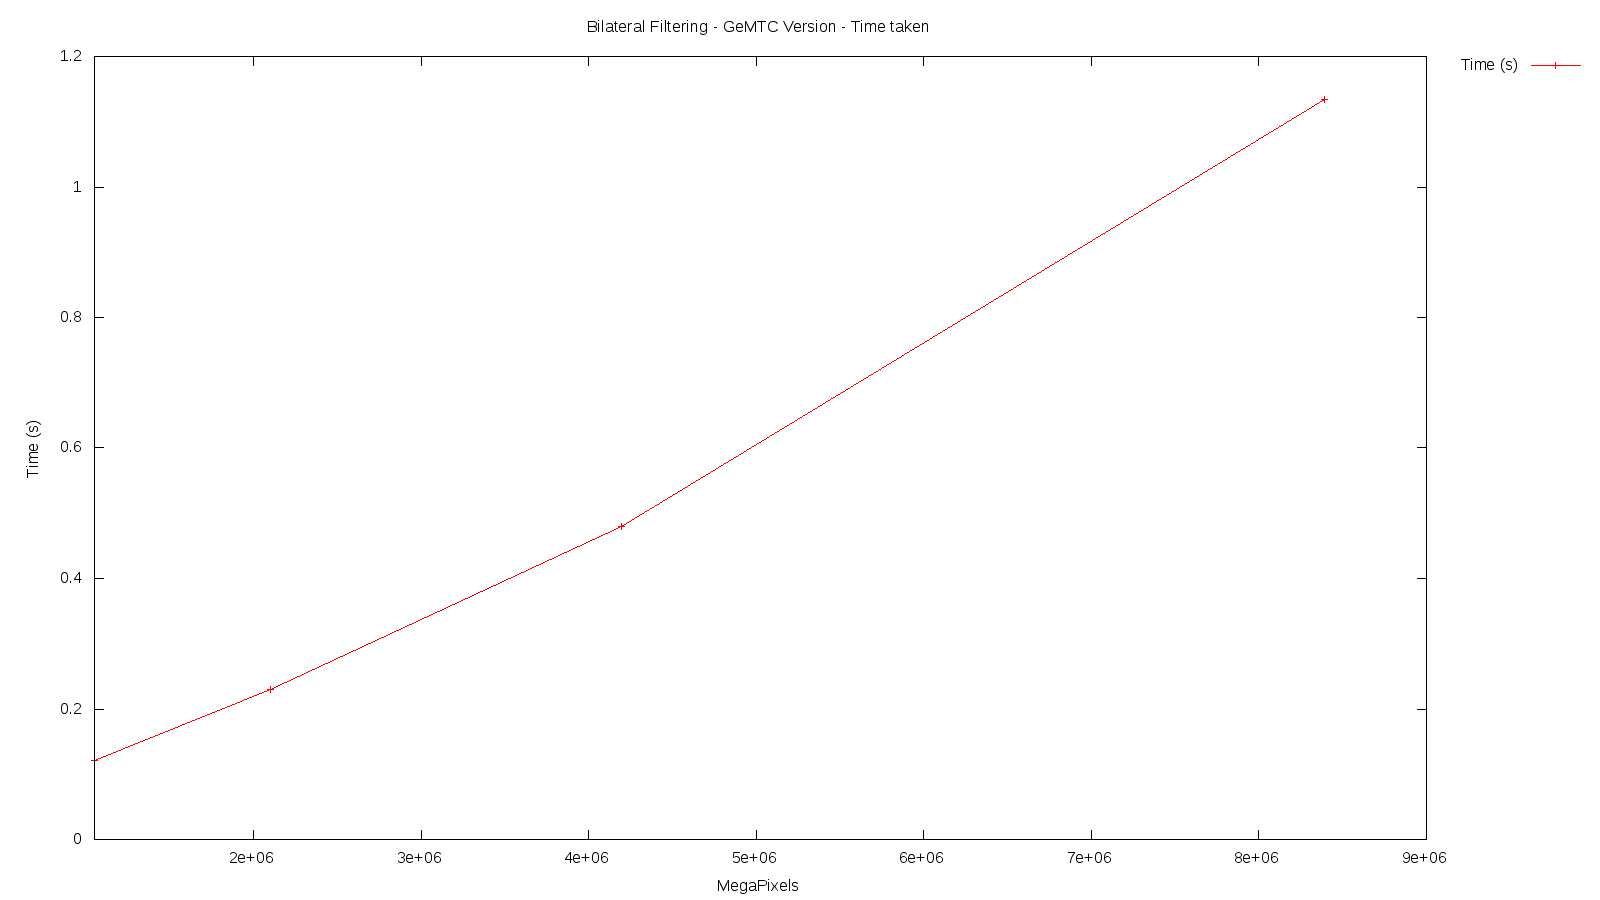 Bilateral Filtering - GeMTC Version - Time taken
Time (s)
1.2
1
0.8
0.6
0.4
0.2
0
Time (s)
2e+06 3e+06 4e+06 5e+06 6e+06 7e+06 8e+06 9e+06
MegaPixels